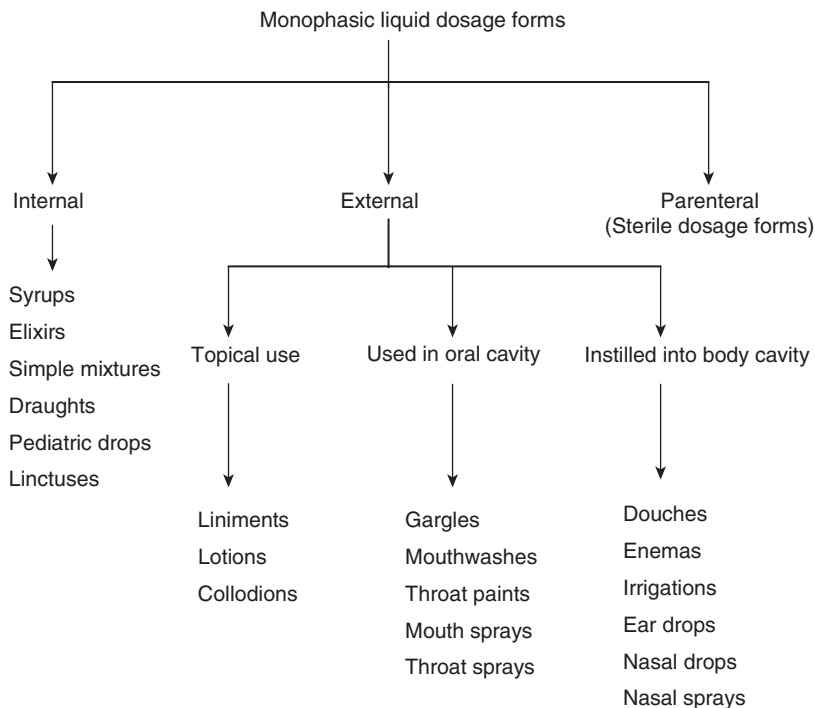 Monophasic liquid dosage forms
Internal
External
Parenteral
(Sterile dosage forms)
Syrups
Elixirs
Simple mixtures
Draughts
Pediatric drops
Linctuses
Topical use
Used in oral cavity
Instilled into body cavity
Liniments
Lotions
Collodions
Gargles
Mouthwashes
Throat paints
Mouth sprays
Throat sprays
Douches
Enemas
Irrigations
Ear drops
Nasal drops
Nasal sprays